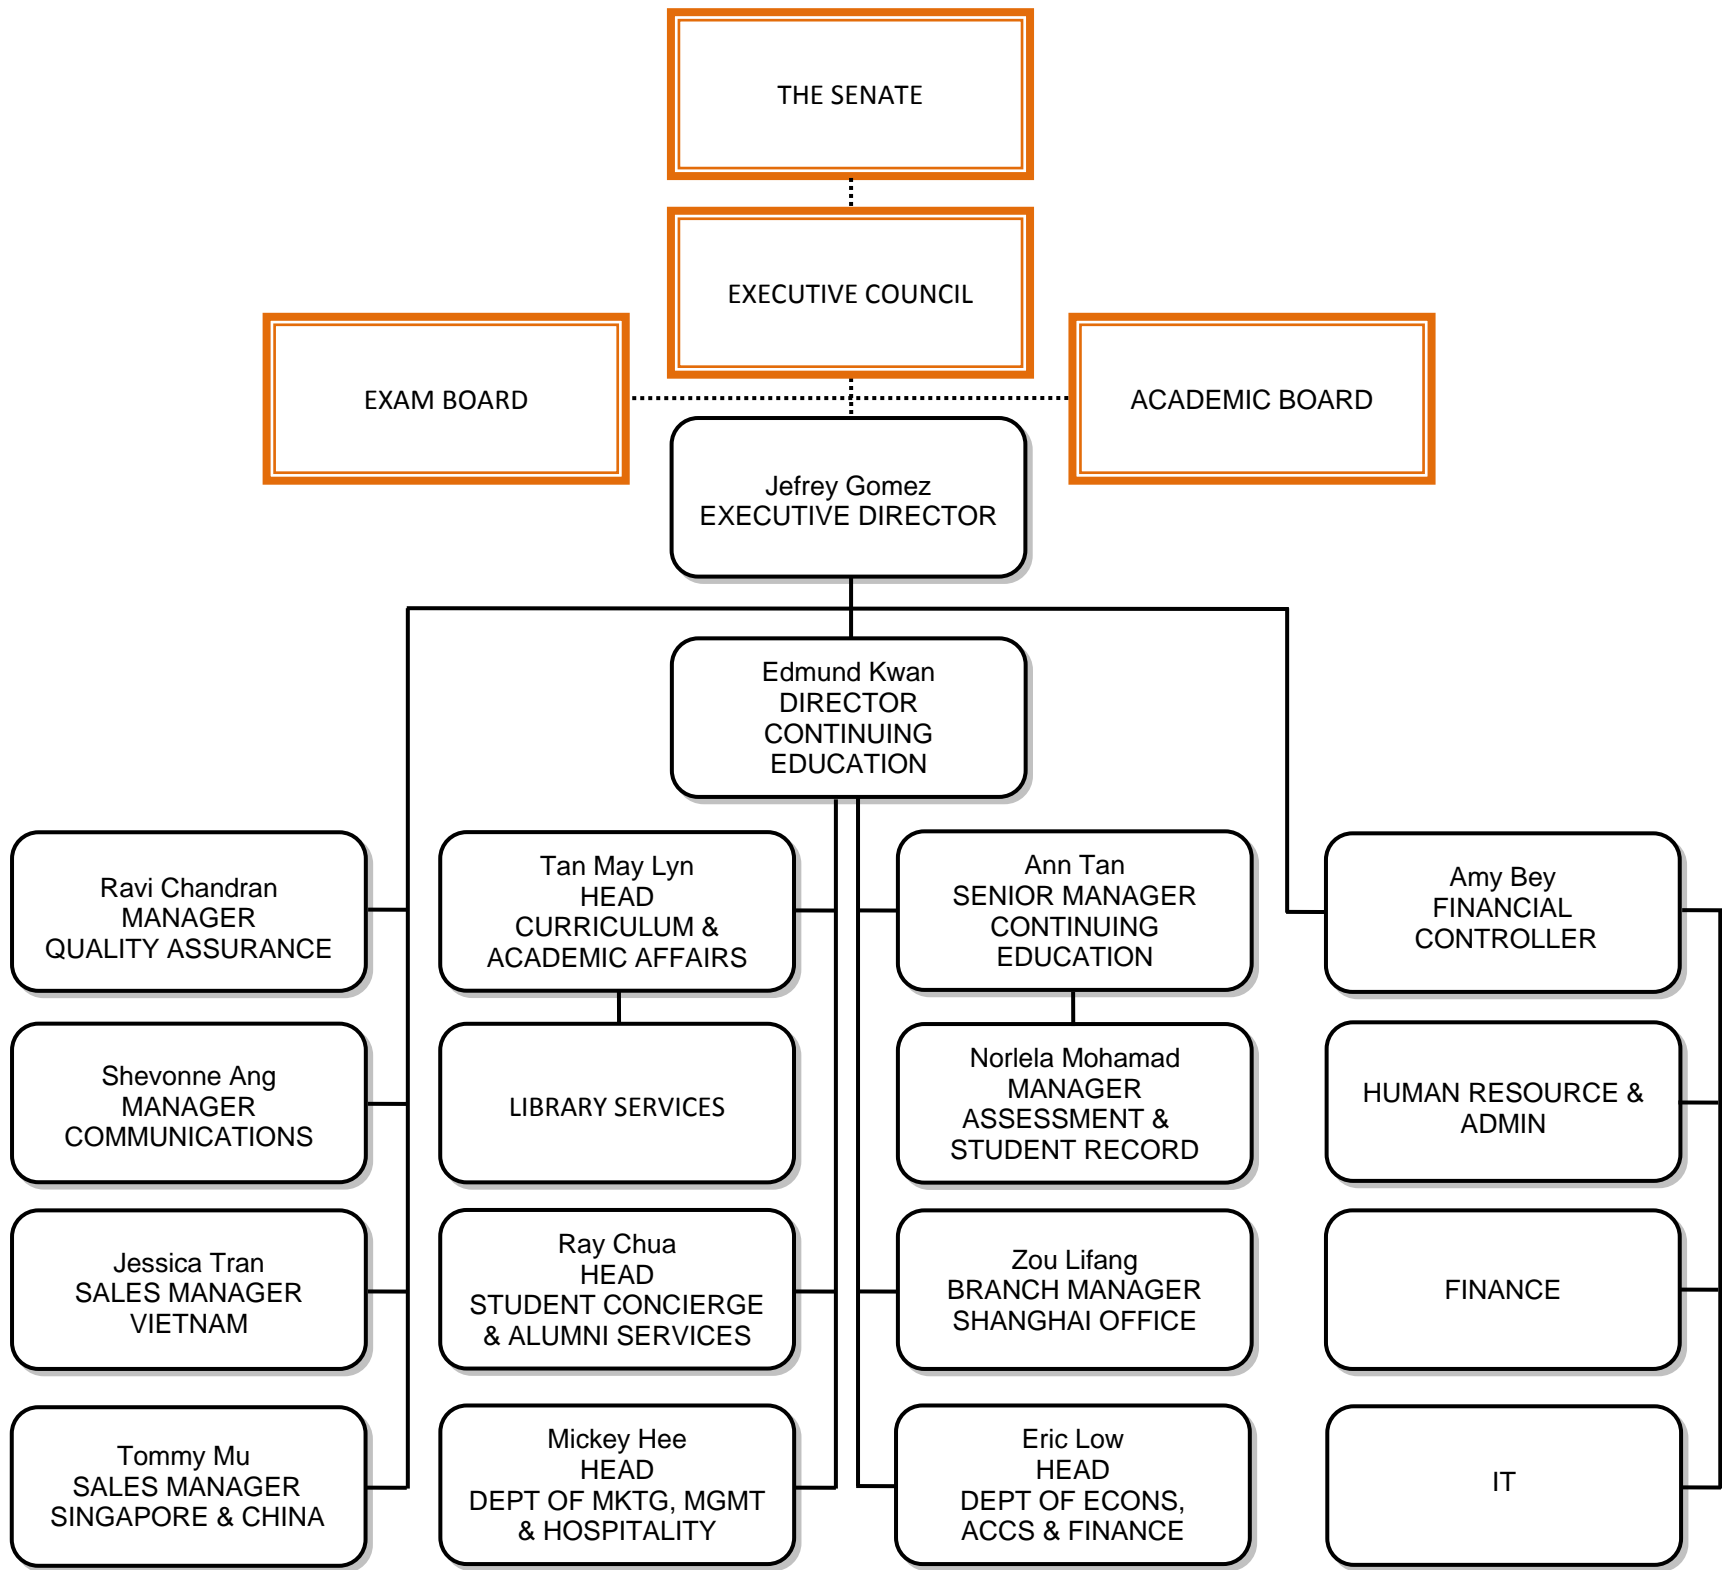 THE SENATE
EXECUTIVE COUNCIL
EXAM BOARD
ACADEMIC BOARD
Jefrey Gomez
EXECUTIVE DIRECTOR
Edmund Kwan
DIRECTOR
CONTINUING
EDUCATION
Ravi Chandran
MANAGER
QUALITY ASSURANCE
Tan May Lyn
HEAD
CURRICULUM &
ACADEMIC AFFAIRS
Ann Tan
SENIOR MANAGER
CONTINUING
EDUCATION
Amy Bey
FINANCIAL
CONTROLLER
Shevonne Ang
MANAGER
COMMUNICATIONS
LIBRARY SERVICES
Norlela Mohamad
MANAGER
ASSESSMENT &
STUDENT RECORD
HUMAN RESOURCE &
ADMIN
Jessica Tran
SALES MANAGER
VIETNAM
Ray Chua
HEAD
STUDENT CONCIERGE
& ALUMNI SERVICES
Zou Lifang
BRANCH MANAGER
SHANGHAI OFFICE
FINANCE
Tommy Mu
SALES MANAGER
SINGAPORE & CHINA
Mickey Hee
HEAD
DEPT OF MKTG, MGMT
& HOSPITALITY
Eric Low
HEAD
DEPT OF ECONS,
ACCS & FINANCE
IT